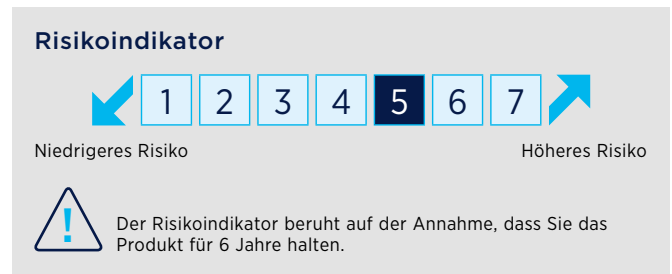 Risikoindikator
1 2 3 4 5 6 7
Niedrigeres Risiko Höheres Risiko
! Der Risikoindikator beruht auf der Annahme, dass Sie das
Produkt für 6 Jahre halten.